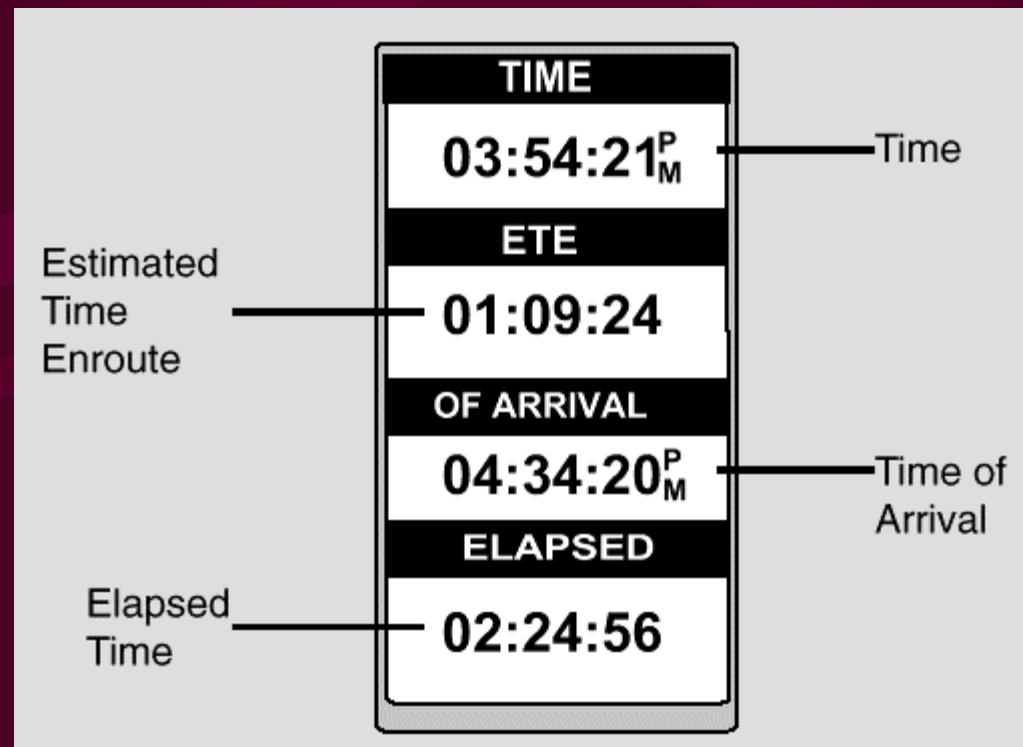 TIME
03:54:21PM
Time
ETE
Estimated
Time
Enroute
01:09:24
OF ARRIVAL
04:34:20PM
Time of
Arrival
ELAPSED
Elapsed
Time
02:24:56